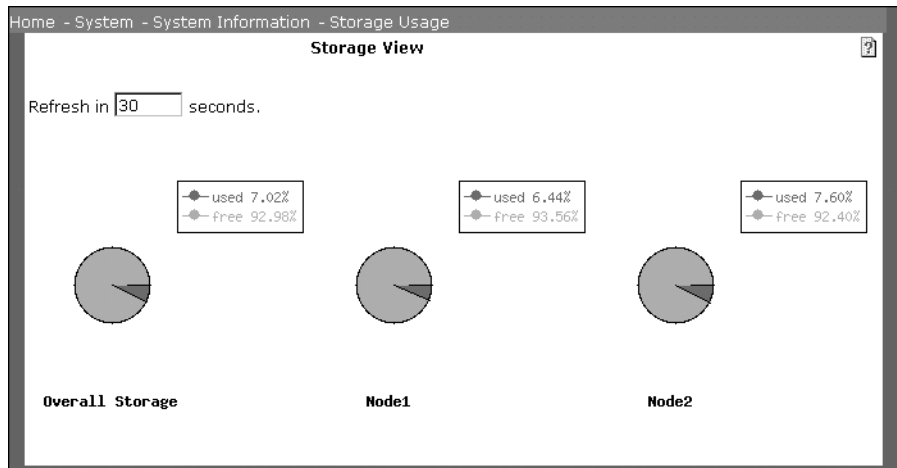 Home - System - System Information - Storage Usage
Storage View
?
Refresh in 30 seconds.
used 7.02%
free 92.98%
used 6.44%
free 93.56%
used 7.60%
free 92.40%
Overall Storage
Node1
Node2